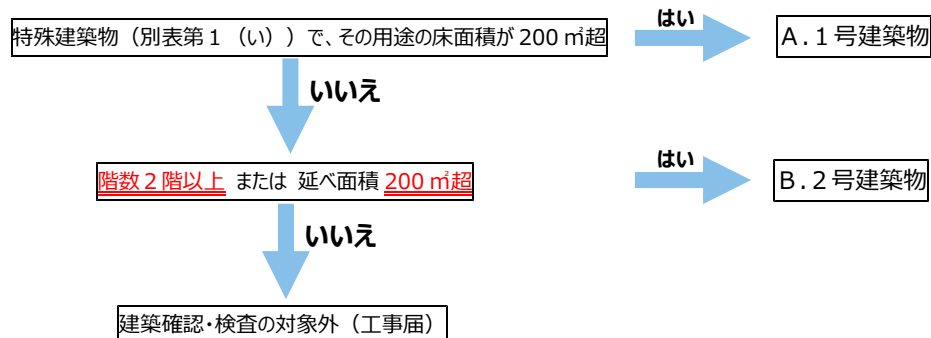 特殊建築物（別表第１（い））で、その用途の床面積が 200 ㎡超
はい
Ａ.１号建築物
いいえ
階数２階以上 または 延べ面積 200 ㎡超
はい
Ｂ.２号建築物
いいえ
建築確認・検査の対象外（工事届）